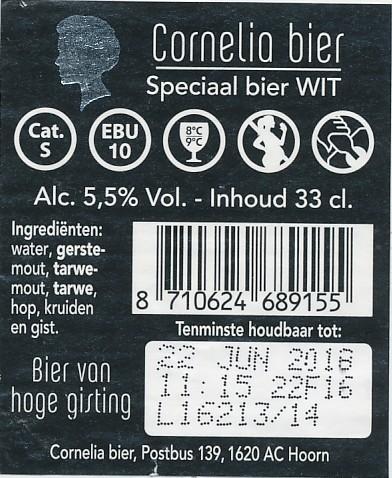 Cornelia bier
Speciaal bier WIT
Cat. S
EBU 10
8°C
9°C
Alc. 5,5% Vol. - Inhoud 33 cl.
Ingrediënten:
water, gerste-
mout, tarwe-
mout, tarwe,
hop, kruiden
en gist.
8 710624 689155
Tenminste houdbaar tot:
22 JUN 2018
11:15 22F16
L16213/14
Bier van
hoge gisting
Cornelia bier, Postbus 139, 1620 AC Hoorn